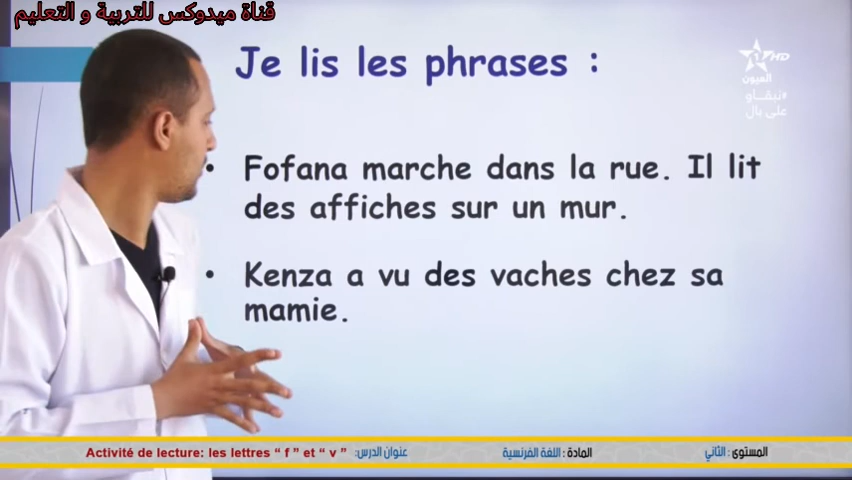 قناة ميدوكس للتربية و التعليم
Je lis les phrases :
HD
العيون
#نبقاو
على بال
• Fofana marche dans la rue. Il lit
des affiches sur un mur.
• Kenza a vu des vaches chez sa
mamie.
المستوى : الثاني
المادة : اللغة الفرنسية
عنوان الدرس: Activité de lecture: les lettres “ f ” et “ v ”